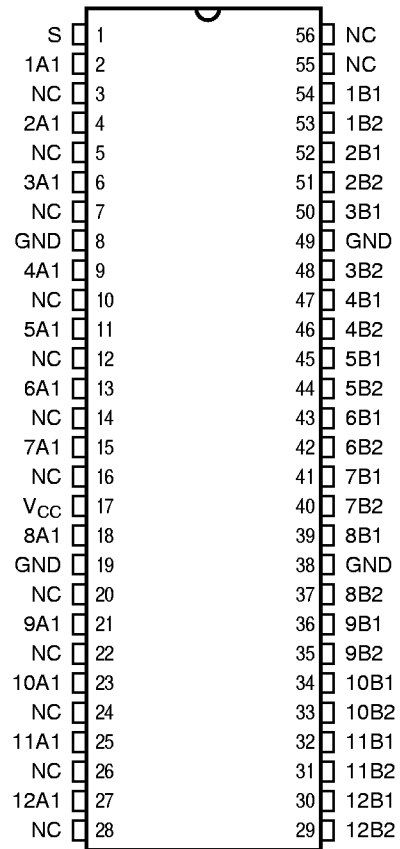 S 1 56 NC
1A1 2 55 NC
NC 3 54 1B1
2A1 4 53 1B2
NC 5 52 2B1
3A1 6 51 2B2
NC 7 50 3B1
GND 8 49 GND
4A1 9 48 3B2
NC 10 47 4B1
5A1 11 46 4B2
NC 12 45 5B1
6A1 13 44 5B2
NC 14 43 6B1
7A1 15 42 6B2
NC 16 41 7B1
VCC 17 40 7B2
8A1 18 39 8B1
GND 19 38 GND
NC 20 37 8B2
9A1 21 36 9B1
NC 22 35 9B2
10A1 23 34 10B1
NC 24 33 10B2
11A1 25 32 11B1
NC 26 31 11B2
12A1 27 30 12B1
NC 28 29 12B2